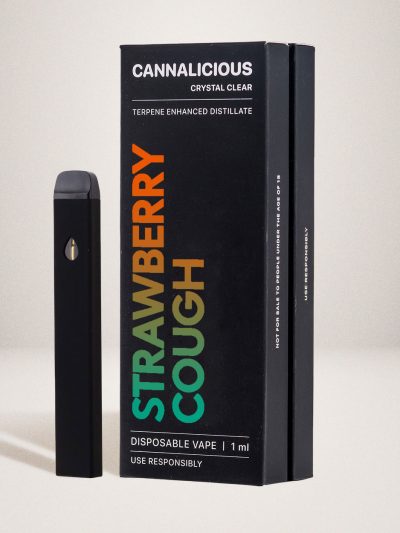 CANNALICIOUS
CRYSTAL CLEAR
TERPENE ENHANCED DISTILLATE
STRAWBERRY
COUGH
DISPOSABLE VAPE | 1 ml
USE RESPONSIBLY
NOT FOR SALE TO PEOPLE UNDER THE AGE OF 18
USE RESPONSIBLY